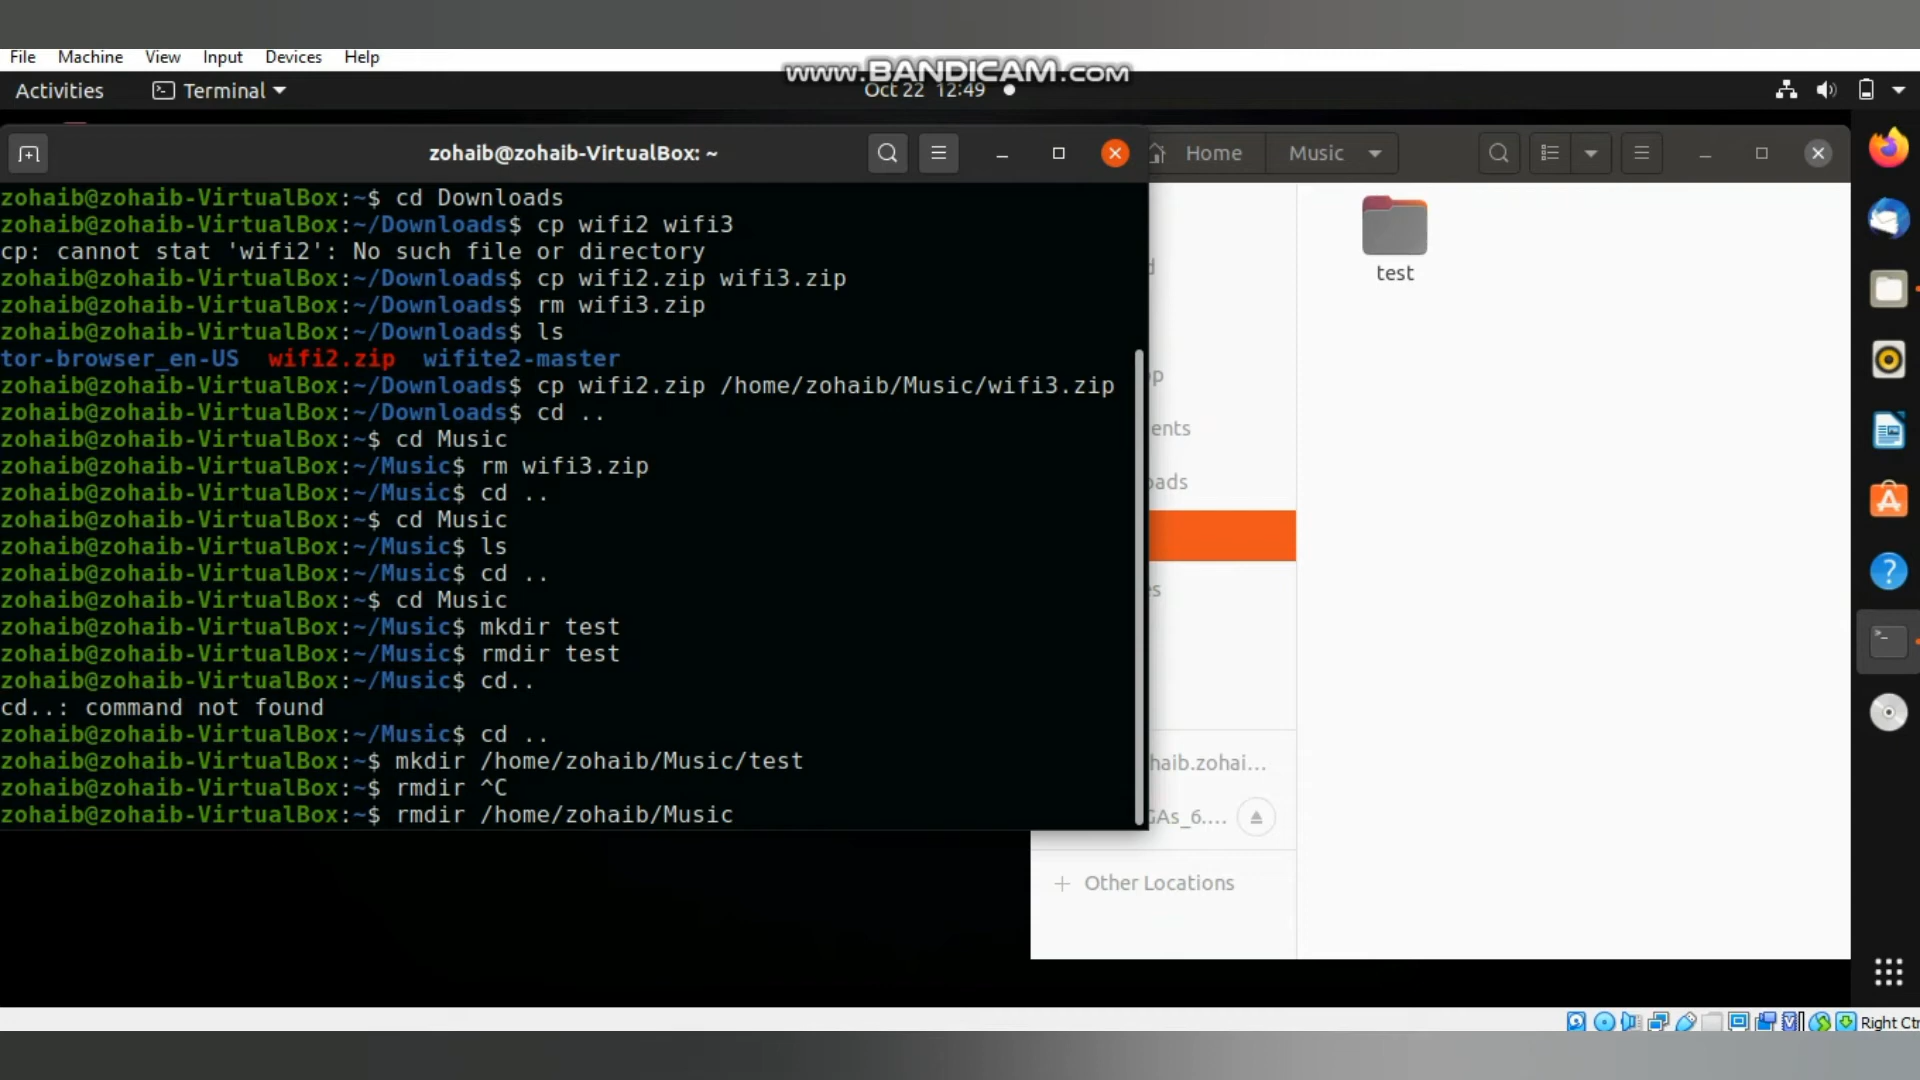 File Machine View Input Devices Help
www.BANDICAM.com
Activities Terminal Oct 22 12:49
zohaib@zohaib-VirtualBox: ~
Home Music
zohaib@zohaib-VirtualBox:~$ cd Downloads
zohaib@zohaib-VirtualBox:~/Downloads$ cp wifi2 wifi3
cp: cannot stat 'wifi2': No such file or directory
zohaib@zohaib-VirtualBox:~/Downloads$ cp wifi2.zip wifi3.zip
zohaib@zohaib-VirtualBox:~/Downloads$ rm wifi3.zip
zohaib@zohaib-VirtualBox:~/Downloads$ ls
tor-browser_en-US wifi2.zip wifite2-master
zohaib@zohaib-VirtualBox:~/Downloads$ cp wifi2.zip /home/zohaib/Music/wifi3.zip
zohaib@zohaib-VirtualBox:~/Downloads$ cd ..
zohaib@zohaib-VirtualBox:~$ cd Music
zohaib@zohaib-VirtualBox:~/Music$ rm wifi3.zip
zohaib@zohaib-VirtualBox:~/Music$ cd ..
zohaib@zohaib-VirtualBox:~$ cd Music
zohaib@zohaib-VirtualBox:~/Music$ ls
zohaib@zohaib-VirtualBox:~/Music$ cd ..
zohaib@zohaib-VirtualBox:~$ cd Music
zohaib@zohaib-VirtualBox:~/Music$ mkdir test
zohaib@zohaib-VirtualBox:~/Music$ rmdir test
zohaib@zohaib-VirtualBox:~/Music$ cd..
cd..: command not found
zohaib@zohaib-VirtualBox:~/Music$ cd ..
zohaib@zohaib-VirtualBox:~$ mkdir /home/zohaib/Music/test
zohaib@zohaib-VirtualBox:~$ rmdir ^C
zohaib@zohaib-VirtualBox:~$ rmdir /home/zohaib/Music
test
d
op
ents
oads
es
haib.zohai...
GAs_6....
+ Other Locations
Right Ctr